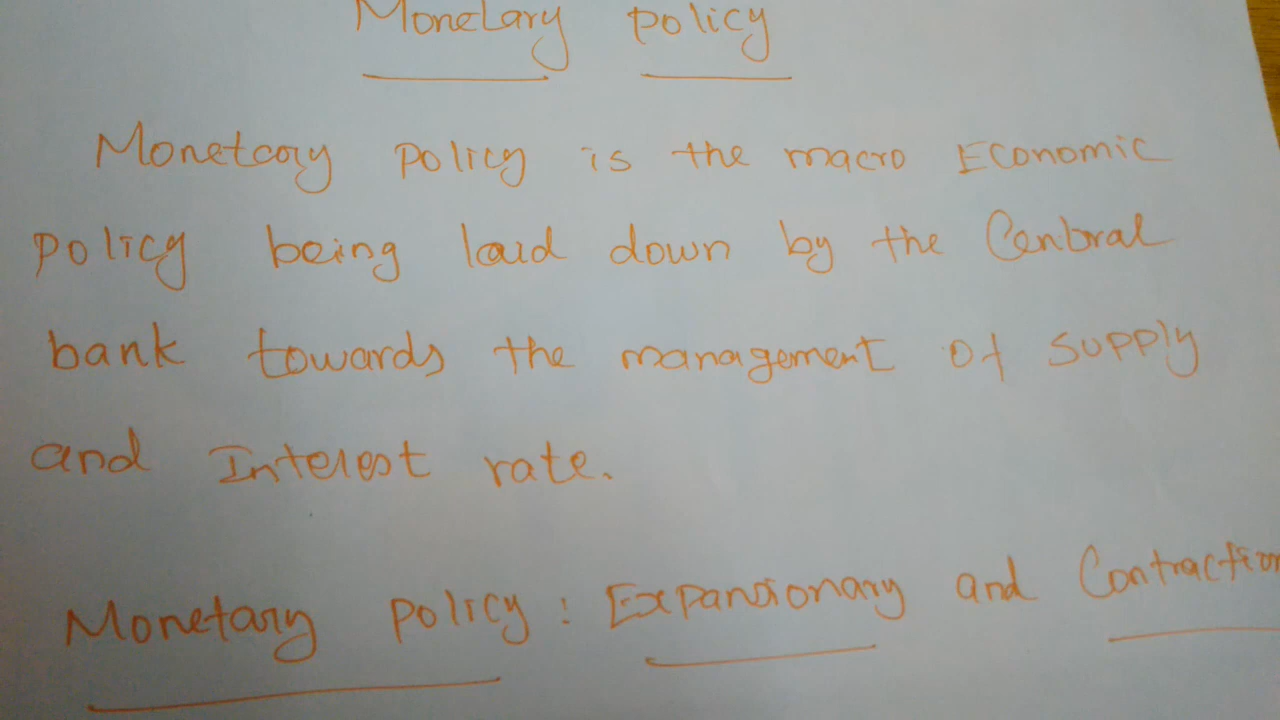 Monetary policy
Monetary policy is the macro Economic
policy being laid down by the Central
bank towards the management of supply
and Interest rate.
Monetary policy: Expansionary and Contraction